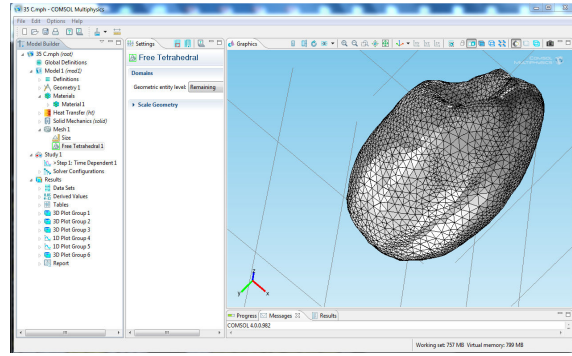 35 C.mph - COMSOL Multiphysics
File Edit Options Help
Model Builder
Settings
Graphics
35 C.mph (root)
Global Definitions
Model 1 (mod1)
Definitions
Geometry 1
Materials
Material 1
Heat Transfer (ht)
Solid Mechanics (solid)
Mesh 1
Size
Free Tetrahedral 1
Study 1
Step 1: Time Dependent 1
Solver Configurations
Results
Data Sets
Derived Values
Tables
3D Plot Group 1
3D Plot Group 2
3D Plot Group 3
1D Plot Group 4
1D Plot Group 5
3D Plot Group 6
Report
Free Tetrahedral
Domains
Geometric entity level: Remaining
Scale Geometry
z
y
x
Progress Messages Results
COMSOL 4.0.0.982
Working set: 757 MB Virtual memory: 789 MB